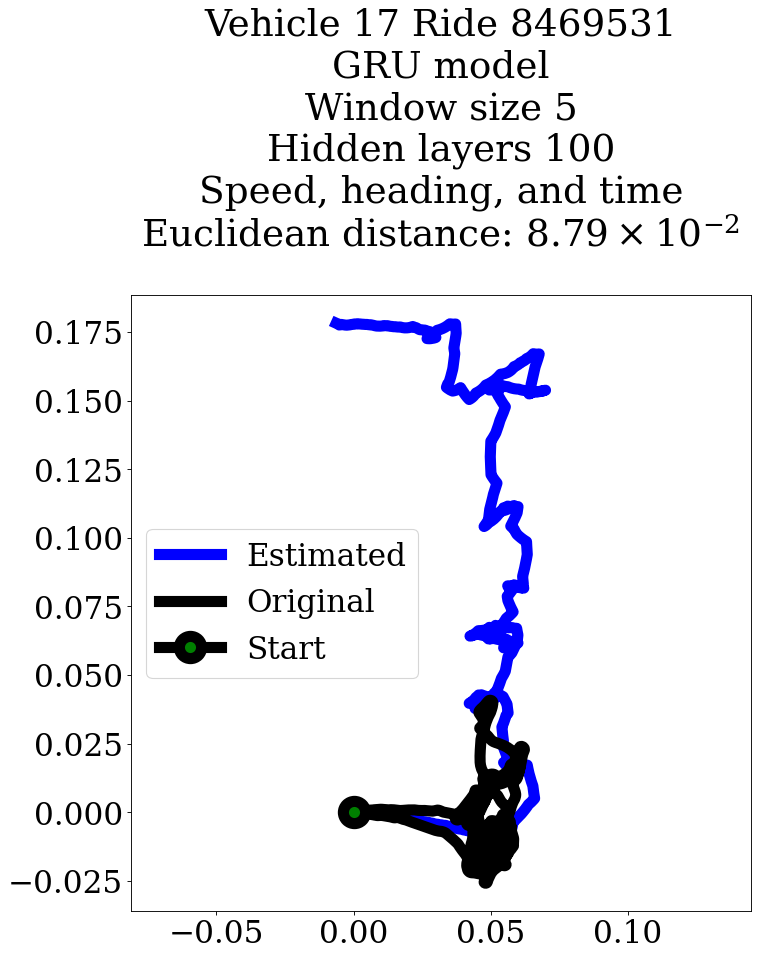 Vehicle 17 Ride 8469531
GRU model
Window size 5
Hidden layers 100
Speed, heading, and time
Euclidean distance: 8.79 × 10⁻²
0.175
0.150
0.125
0.100
0.075
0.050
0.025
0.000
−0.025
Estimated
Original
Start
−0.05 0.00 0.05 0.10